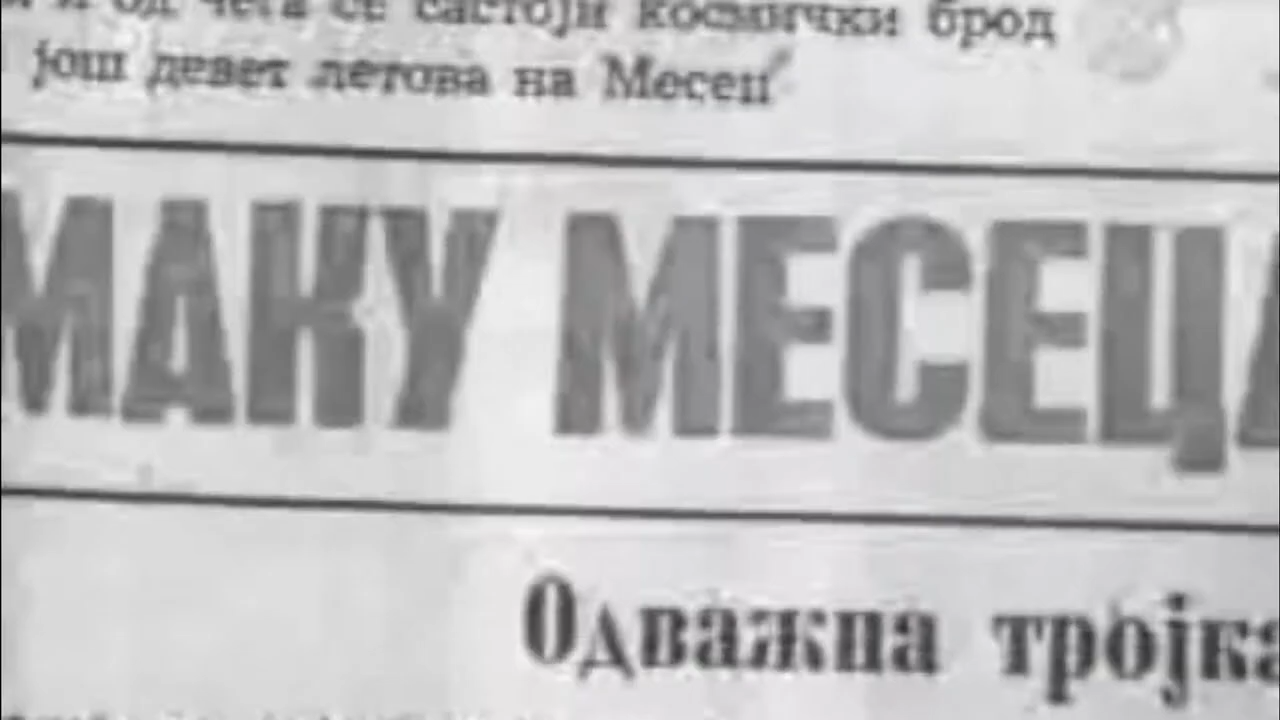 и од чега се састоји космички брод
још девет летова на Месец
МАКУ МЕСЕЦА
Одважна тројка